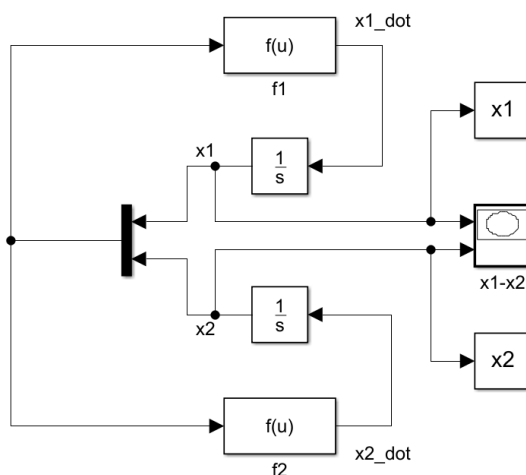 x1_dot
f(u)
f1
x1
x1
1
s
x1-x2
1
s
x2
x2
f(u)
x2_dot
f2